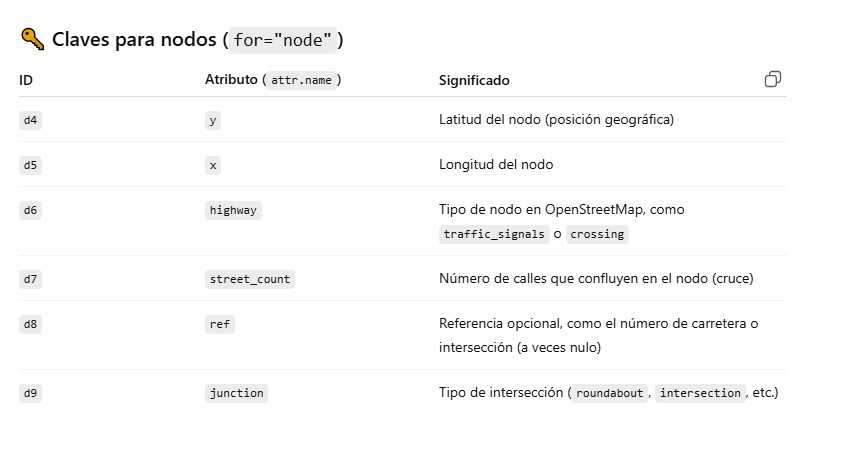 🔑 Claves para nodos (for="node")
ID Atributo (attr.name) Significado
d4 y Latitud del nodo (posición geográfica)
d5 x Longitud del nodo
d6 highway Tipo de nodo en OpenStreetMap, como
traffic_signals o crossing
d7 street_count Número de calles que confluyen en el nodo (cruce)
d8 ref Referencia opcional, como el número de carretera o
intersección (a veces nulo)
d9 junction Tipo de intersección (roundabout, intersection, etc.)